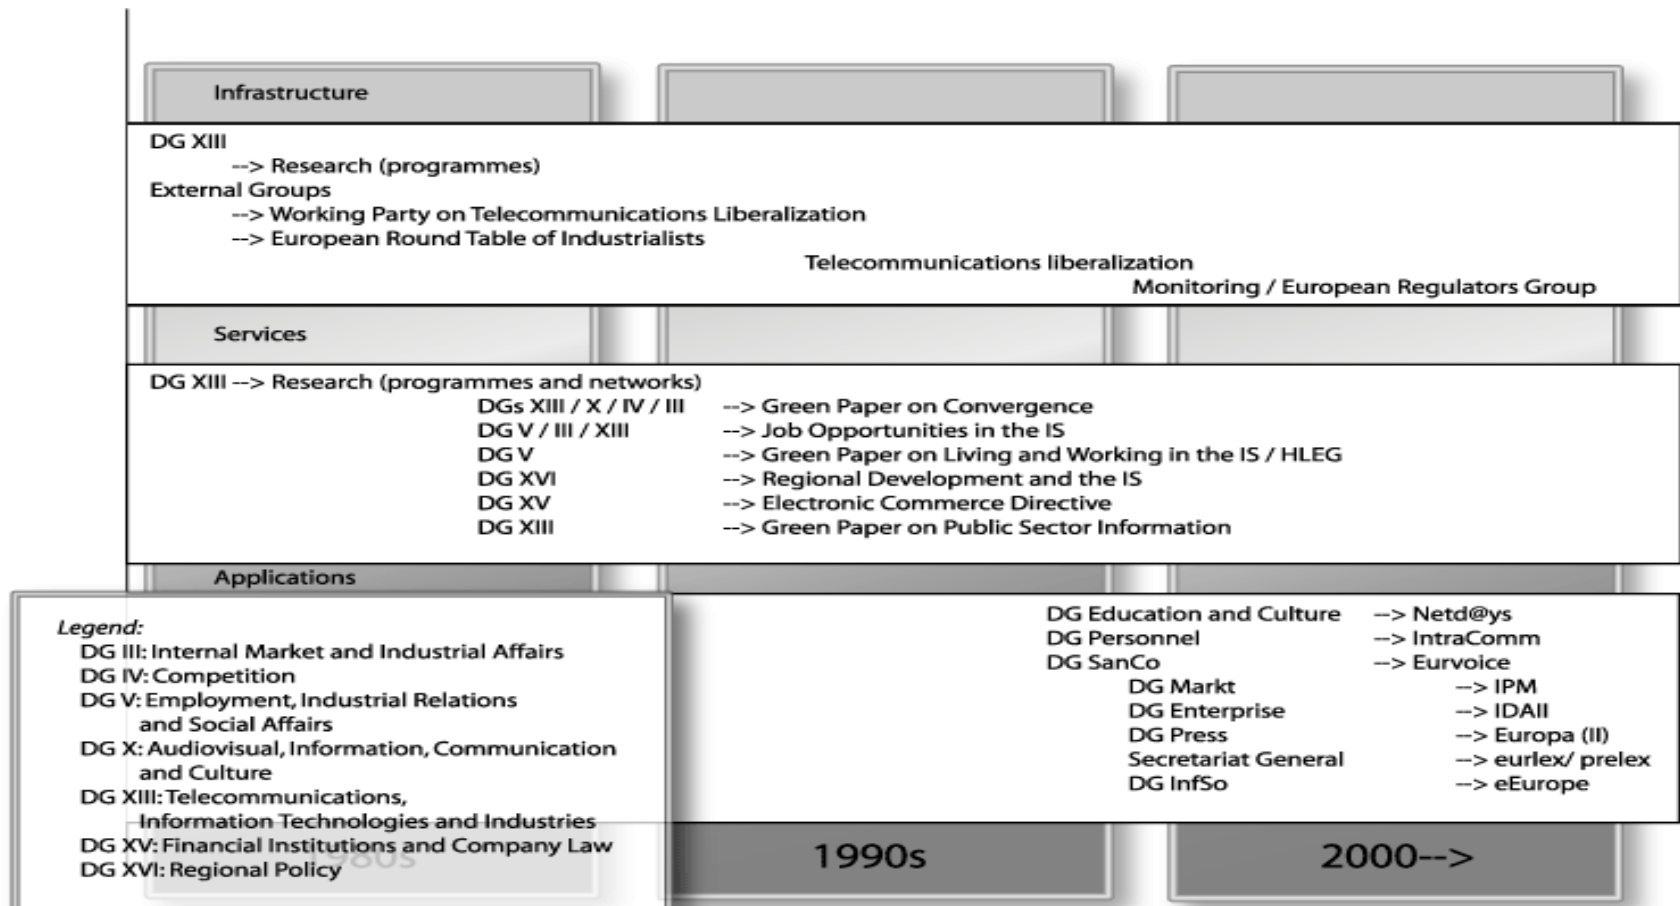 Infrastructure
DG XIII
--> Research (programmes)
External Groups
--> Working Party on Telecommunications Liberalization
--> European Round Table of Industrialists
Telecommunications liberalization
Monitoring / European Regulators Group
Services
DG XIII --> Research (programmes and networks)
DGs XIII / X / IV / III --> Green Paper on Convergence
DG V / III / XIII --> Job Opportunities in the IS
DG V --> Green Paper on Living and Working in the IS / HLEG
DG XVI --> Regional Development and the IS
DG XV --> Electronic Commerce Directive
DG XIII --> Green Paper on Public Sector Information
Applications
DG Education and Culture --> Netd@ys
DG Personnel --> IntraComm
DG SanCo --> Eurvoice
DG Markt --> IPM
DG Enterprise --> IDAII
DG Press --> Europa (II)
Secretariat General --> eurlex/ prelex
DG InfSo --> eEurope
Legend:
DG III: Internal Market and Industrial Affairs
DG IV: Competition
DG V: Employment, Industrial Relations
and Social Affairs
DG X: Audiovisual, Information, Communication
and Culture
DG XIII: Telecommunications,
Information Technologies and Industries
DG XV: Financial Institutions and Company Law
DG XVI: Regional Policy
1980s
1990s
2000-->